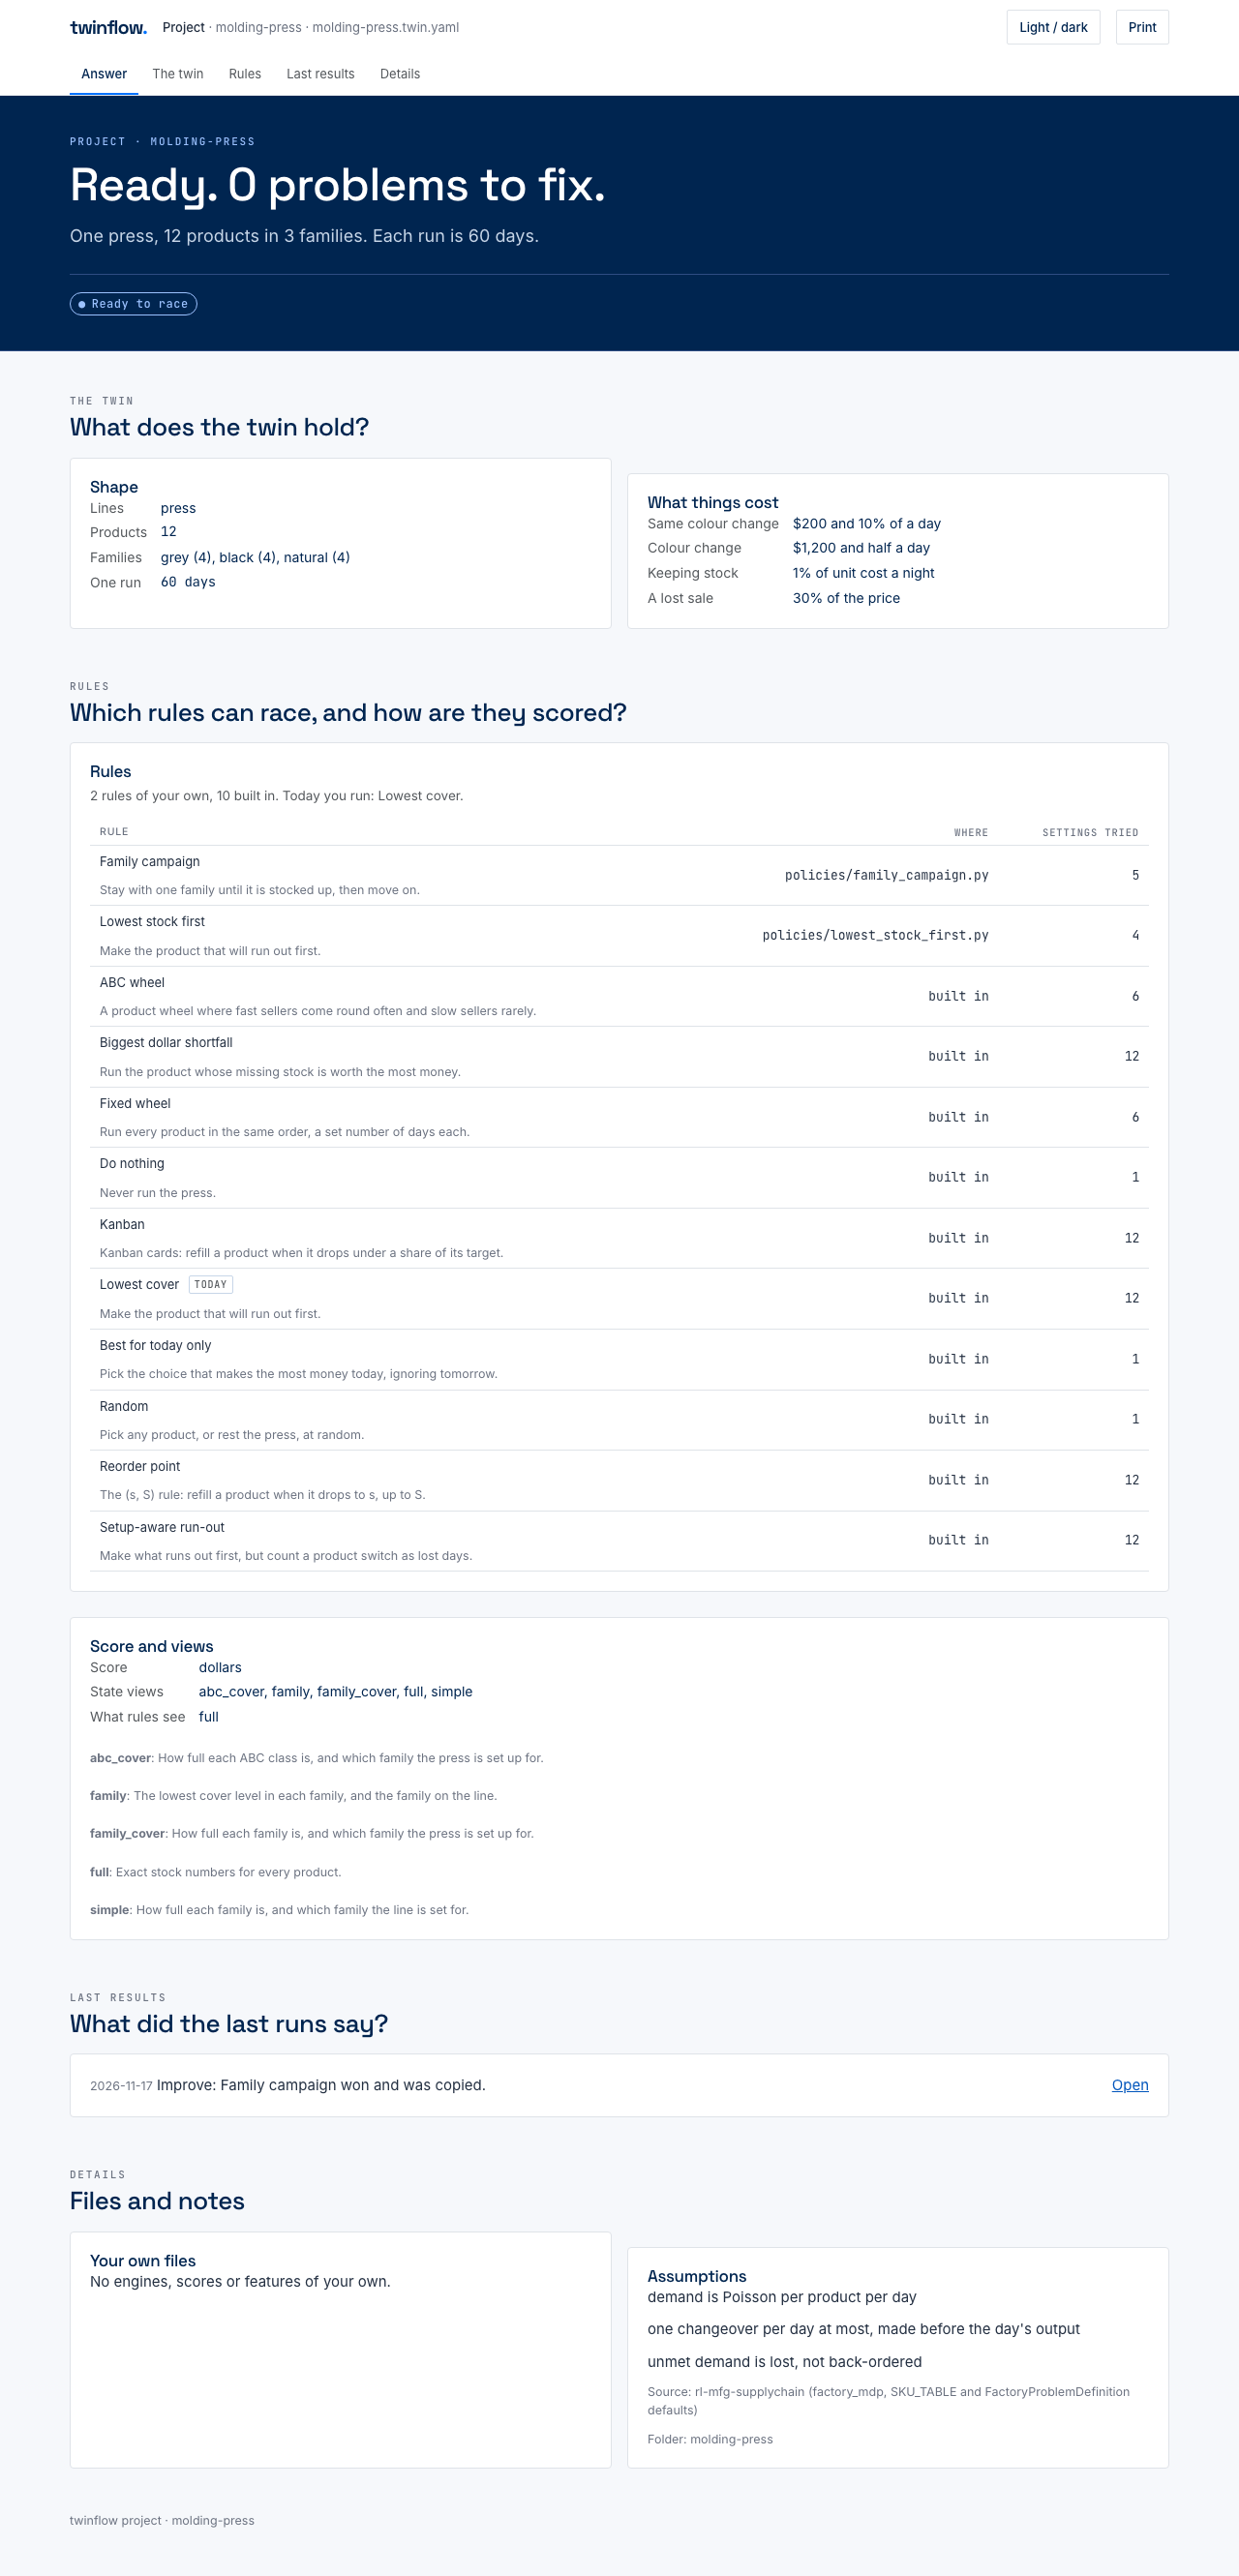 twinflow. Project · molding-press · molding-press.twin.yaml Light / dark Print
Answer The twin Rules Last results Details
PROJECT · MOLDING-PRESS
Ready. 0 problems to fix.
One press, 12 products in 3 families. Each run is 60 days.
Ready to race
THE TWIN
What does the twin hold?
Shape
Lines press
Products 12
Families grey (4), black (4), natural (4)
One run 60 days
What things cost
Same colour change $200 and 10% of a day
Colour change $1,200 and half a day
Keeping stock 1% of unit cost a night
A lost sale 30% of the price
RULES
Which rules can race, and how are they scored?
Rules
2 rules of your own, 10 built in. Today you run: Lowest cover.
RULE WHERE SETTINGS TRIED
Family campaign
Stay with one family until it is stocked up, then move on.
policies/family_campaign.py 5
Lowest stock first
Make the product that will run out first.
policies/lowest_stock_first.py 4
ABC wheel
A product wheel where fast sellers come round often and slow sellers rarely.
built in 6
Biggest dollar shortfall
Run the product whose missing stock is worth the most money.
built in 12
Fixed wheel
Run every product in the same order, a set number of days each.
built in 6
Do nothing
Never run the press.
built in 1
Kanban
Kanban cards: refill a product when it drops under a share of its target.
built in 12
Lowest cover TODAY
Make the product that will run out first.
built in 12
Best for today only
Pick the choice that makes the most money today, ignoring tomorrow.
built in 1
Random
Pick any product, or rest the press, at random.
built in 1
Reorder point
The (s, S) rule: refill a product when it drops to s, up to S.
built in 12
Setup-aware run-out
Make what runs out first, but count a product switch as lost days.
built in 12
Score and views
Score dollars
State views abc_cover, family, family_cover, full, simple
What rules see full
abc_cover: How full each ABC class is, and which family the press is set up for.
family: The lowest cover level in each family, and the family on the line.
family_cover: How full each family is, and which family the press is set up for.
full: Exact stock numbers for every product.
simple: How full each family is, and which family the line is set for.
LAST RESULTS
What did the last runs say?
2026-11-17 Improve: Family campaign won and was copied. Open
DETAILS
Files and notes
Your own files
No engines, scores or features of your own.
Assumptions
demand is Poisson per product per day
one changeover per day at most, made before the day's output
unmet demand is lost, not back-ordered
Source: rl-mfg-supplychain (factory_mdp, SKU_TABLE and FactoryProblemDefinition
defaults)
Folder: molding-press
twinflow project · molding-press